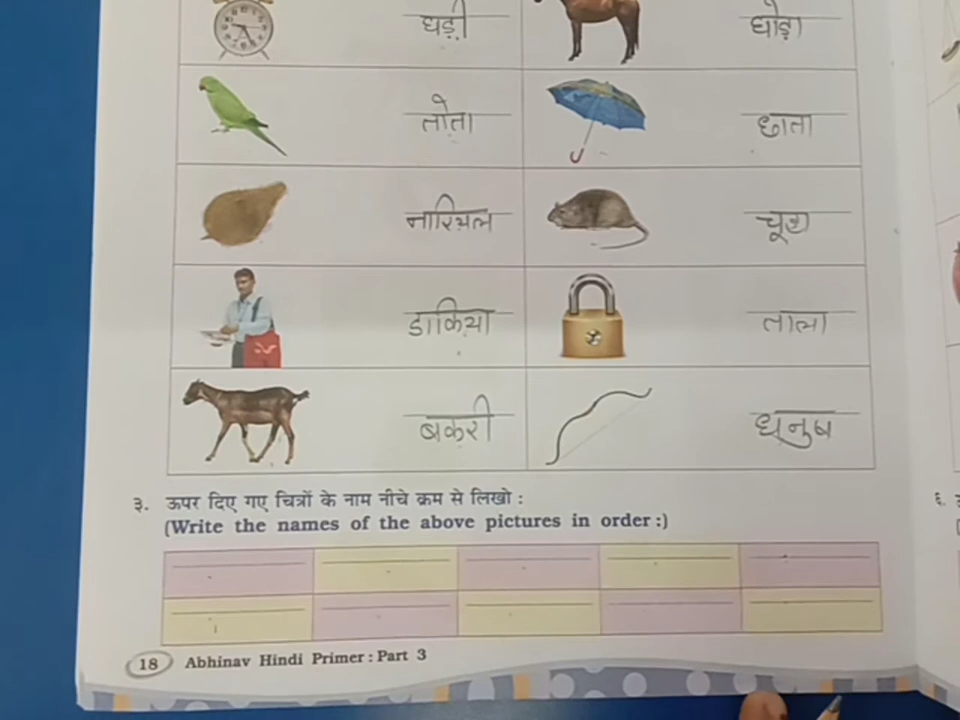 घड़ी घोड़ा
तोता छाता
नारियल चूहा
डाकिया ताला
बकरी धनुष
३. ऊपर दिए गए चित्रों के नाम नीचे क्रम से लिखो :
(Write the names of the above pictures in order :)
18 Abhinav Hindi Primer : Part 3
६.